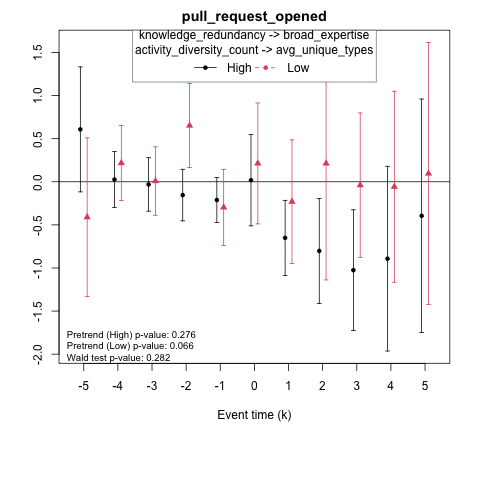 pull_request_opened
knowledge_redundancy -> broad_expertise
activity_diversity_count -> avg_unique_types
High Low
1.5
1.0
0.5
0.0
-0.5
-1.0
-1.5
-2.0
Pretrend (High) p-value: 0.276
Pretrend (Low) p-value: 0.066
Wald test p-value: 0.282
-5 -4 -3 -2 -1 0 1 2 3 4 5
Event time (k)